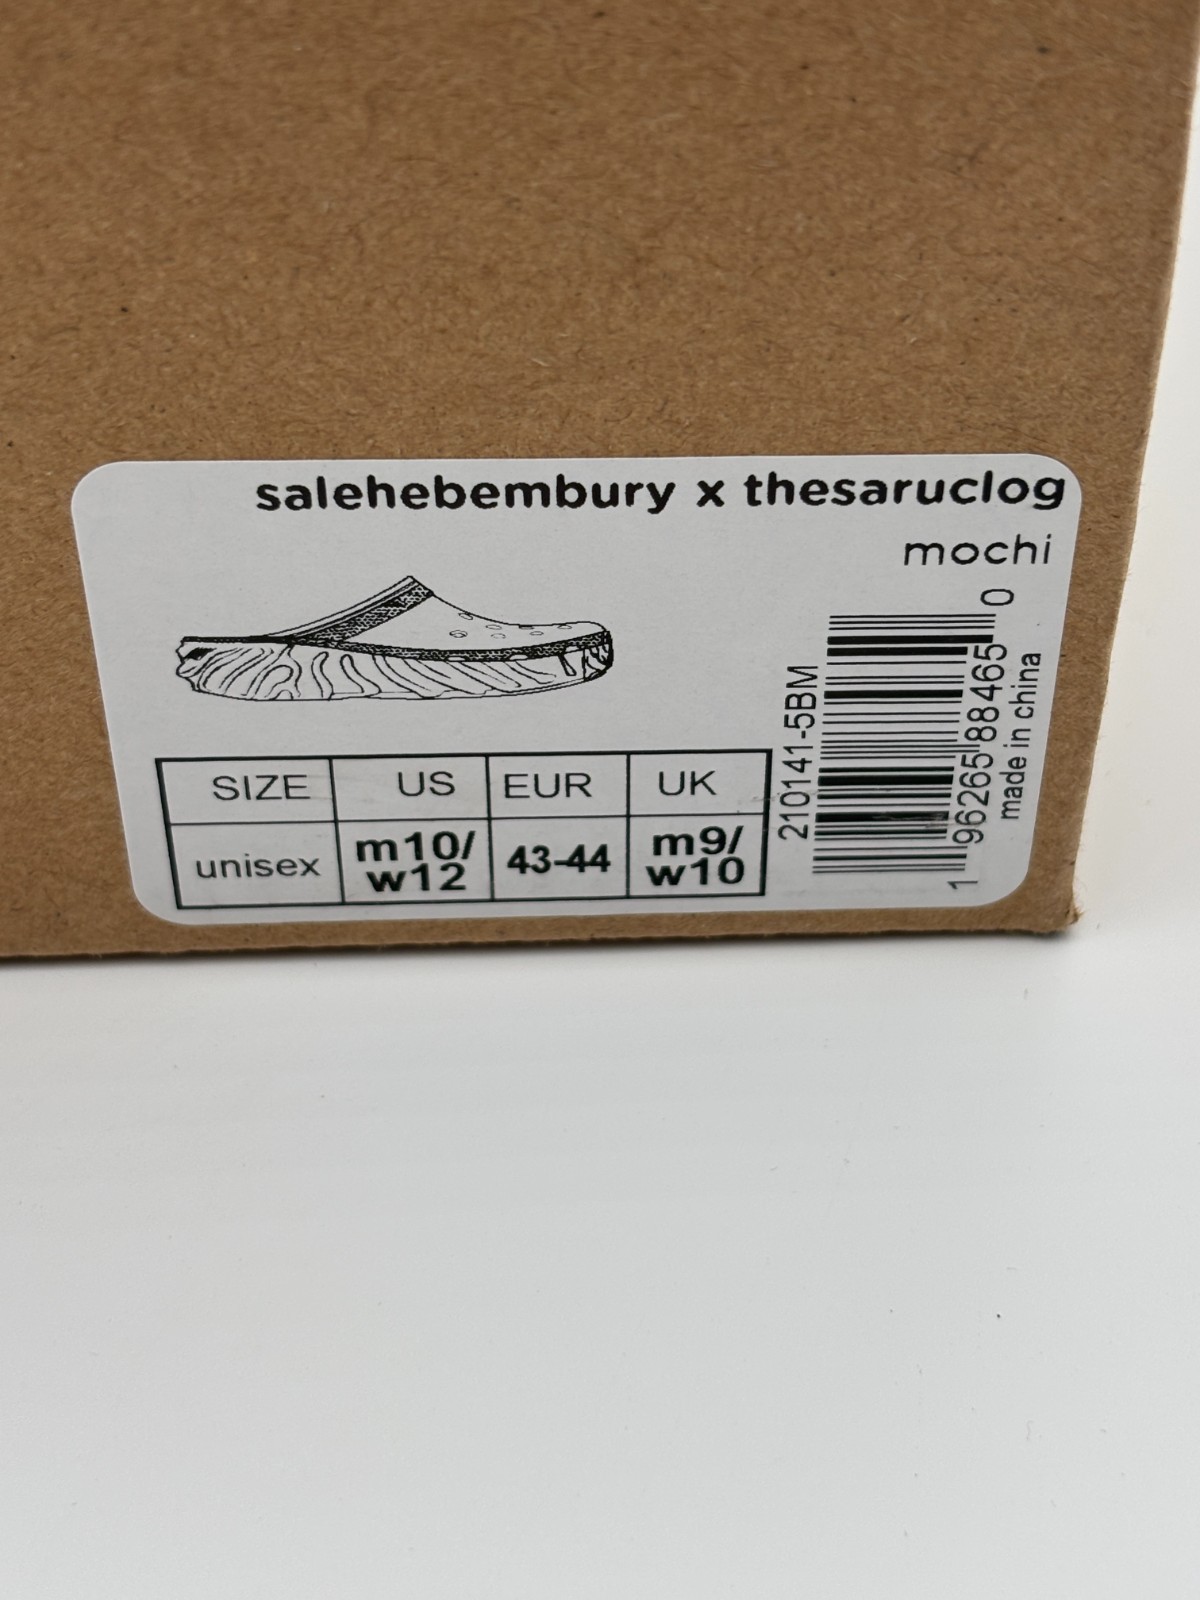 salehebembury x thesaruclog
mochi
SIZE US EUR UK
unisex m10/w12 43-44 m9/w10
210141-5BM
1 96265 88465 0
made in china